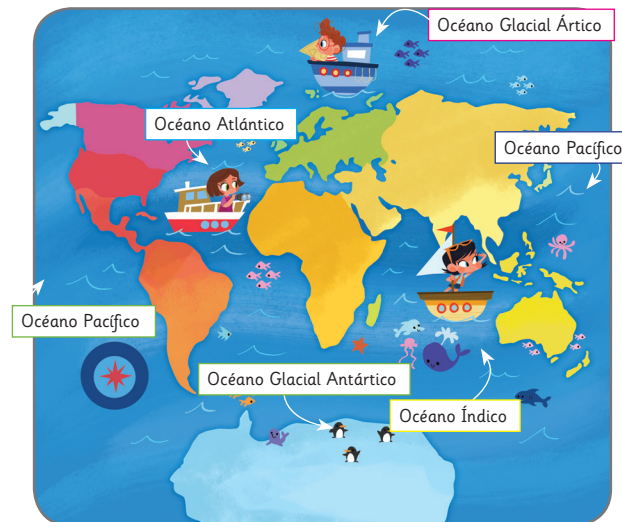 Océano Glacial Ártico
Océano Atlántico
Océano Pacífico
Océano Pacífico
Océano Glacial Antártico
Océano Índico